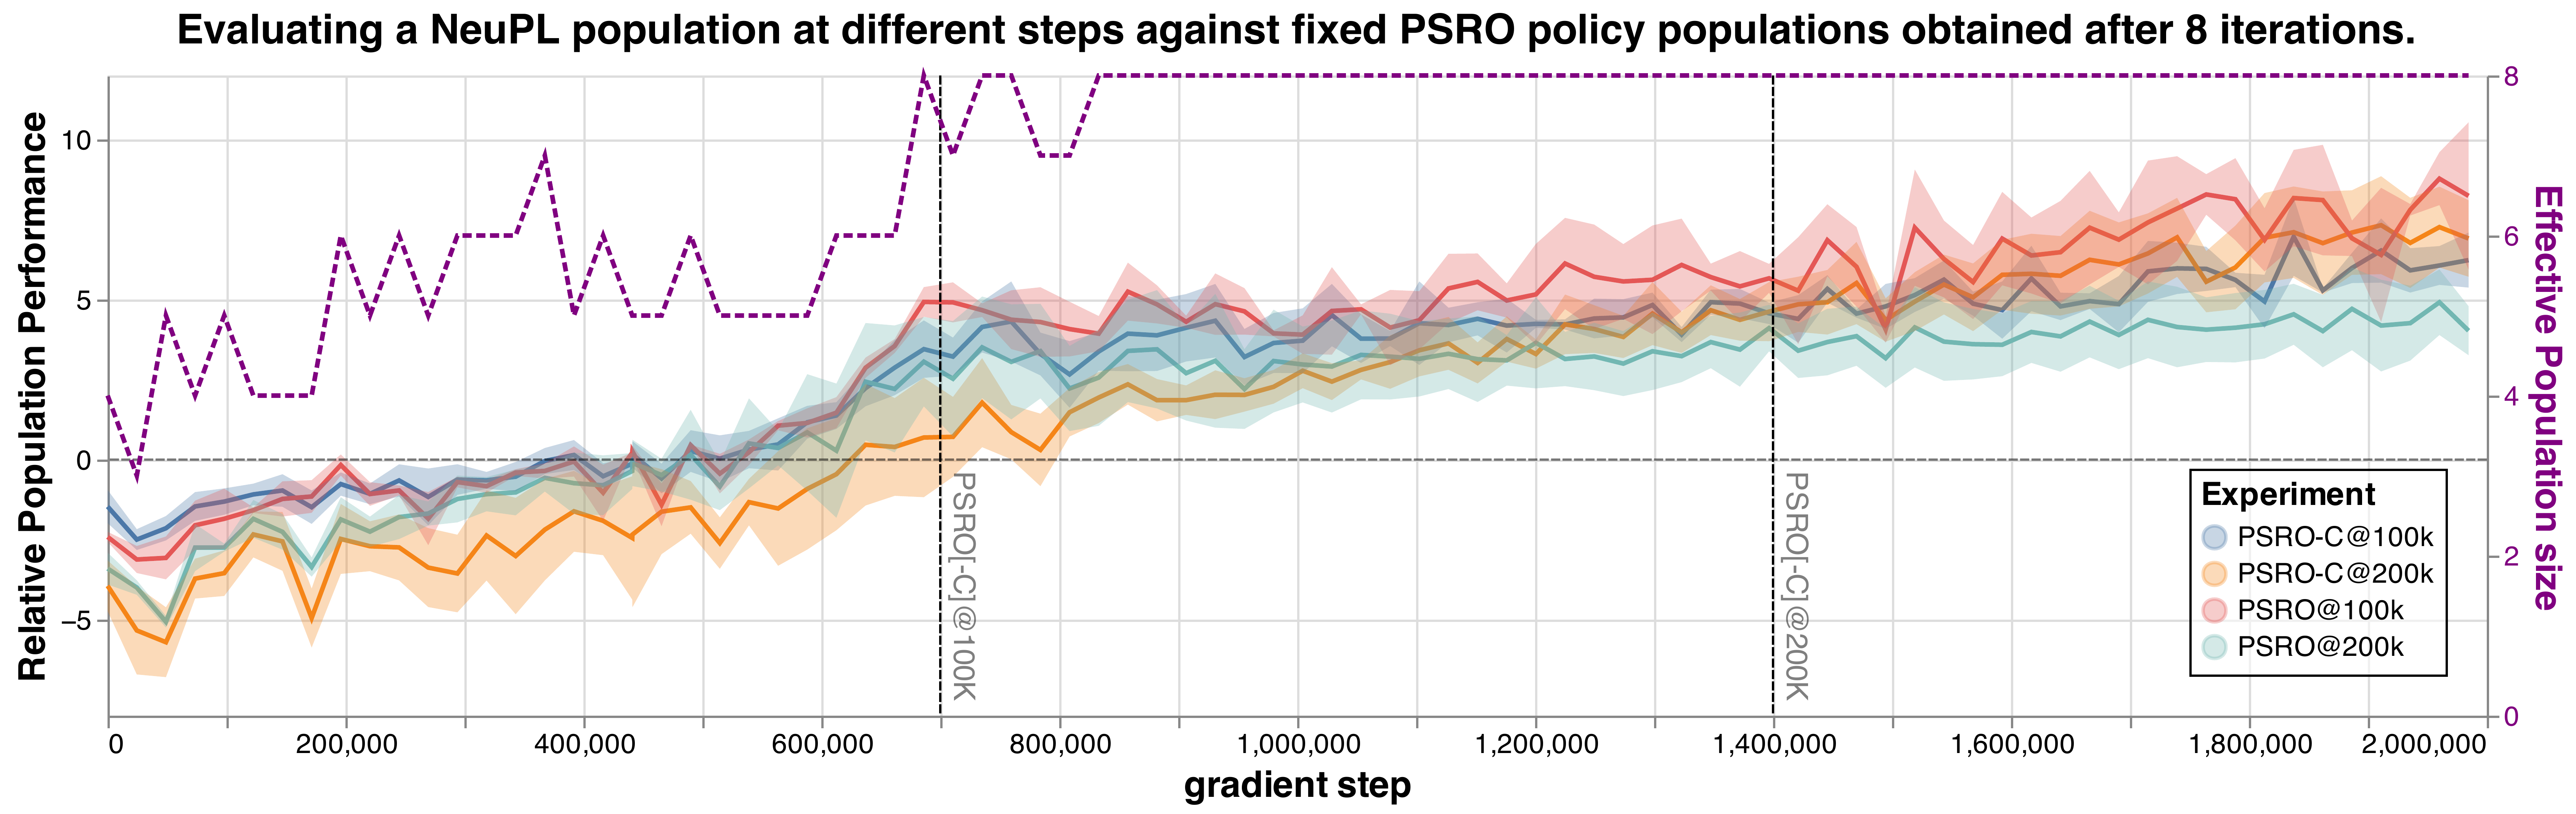 Evaluating a NeuPL population at different steps against fixed PSRO policy populations obtained after 8 iterations.
Relative Population Performance
10
5
0
−5
PSRO[-C]@100K
PSRO[-C]@200K
Experiment
PSRO-C@100k
PSRO-C@200k
PSRO@100k
PSRO@200k
8
6
4
2
0
Effective Population size
0
200,000
400,000
600,000
800,000
1,000,000
1,200,000
1,400,000
1,600,000
1,800,000
2,000,000
gradient step